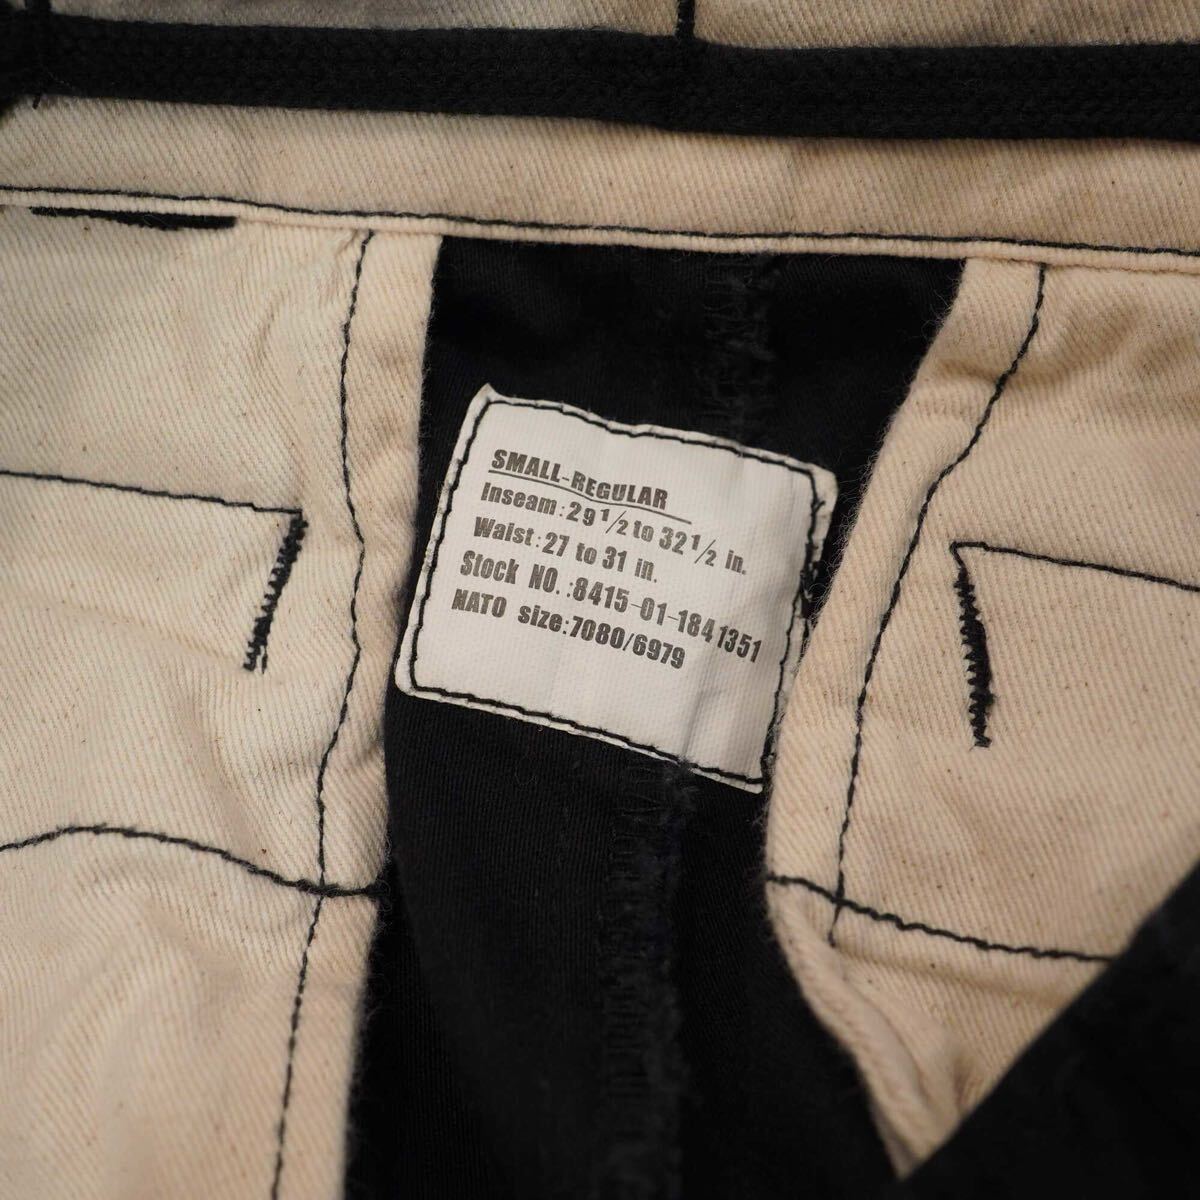 SMALL-REGULAR
Inseam:29 1/2 to 32 1/2 in.
Waist:27 to 31 in.
Stock NO.:8415-01-1841351
NATO size:7080/6979